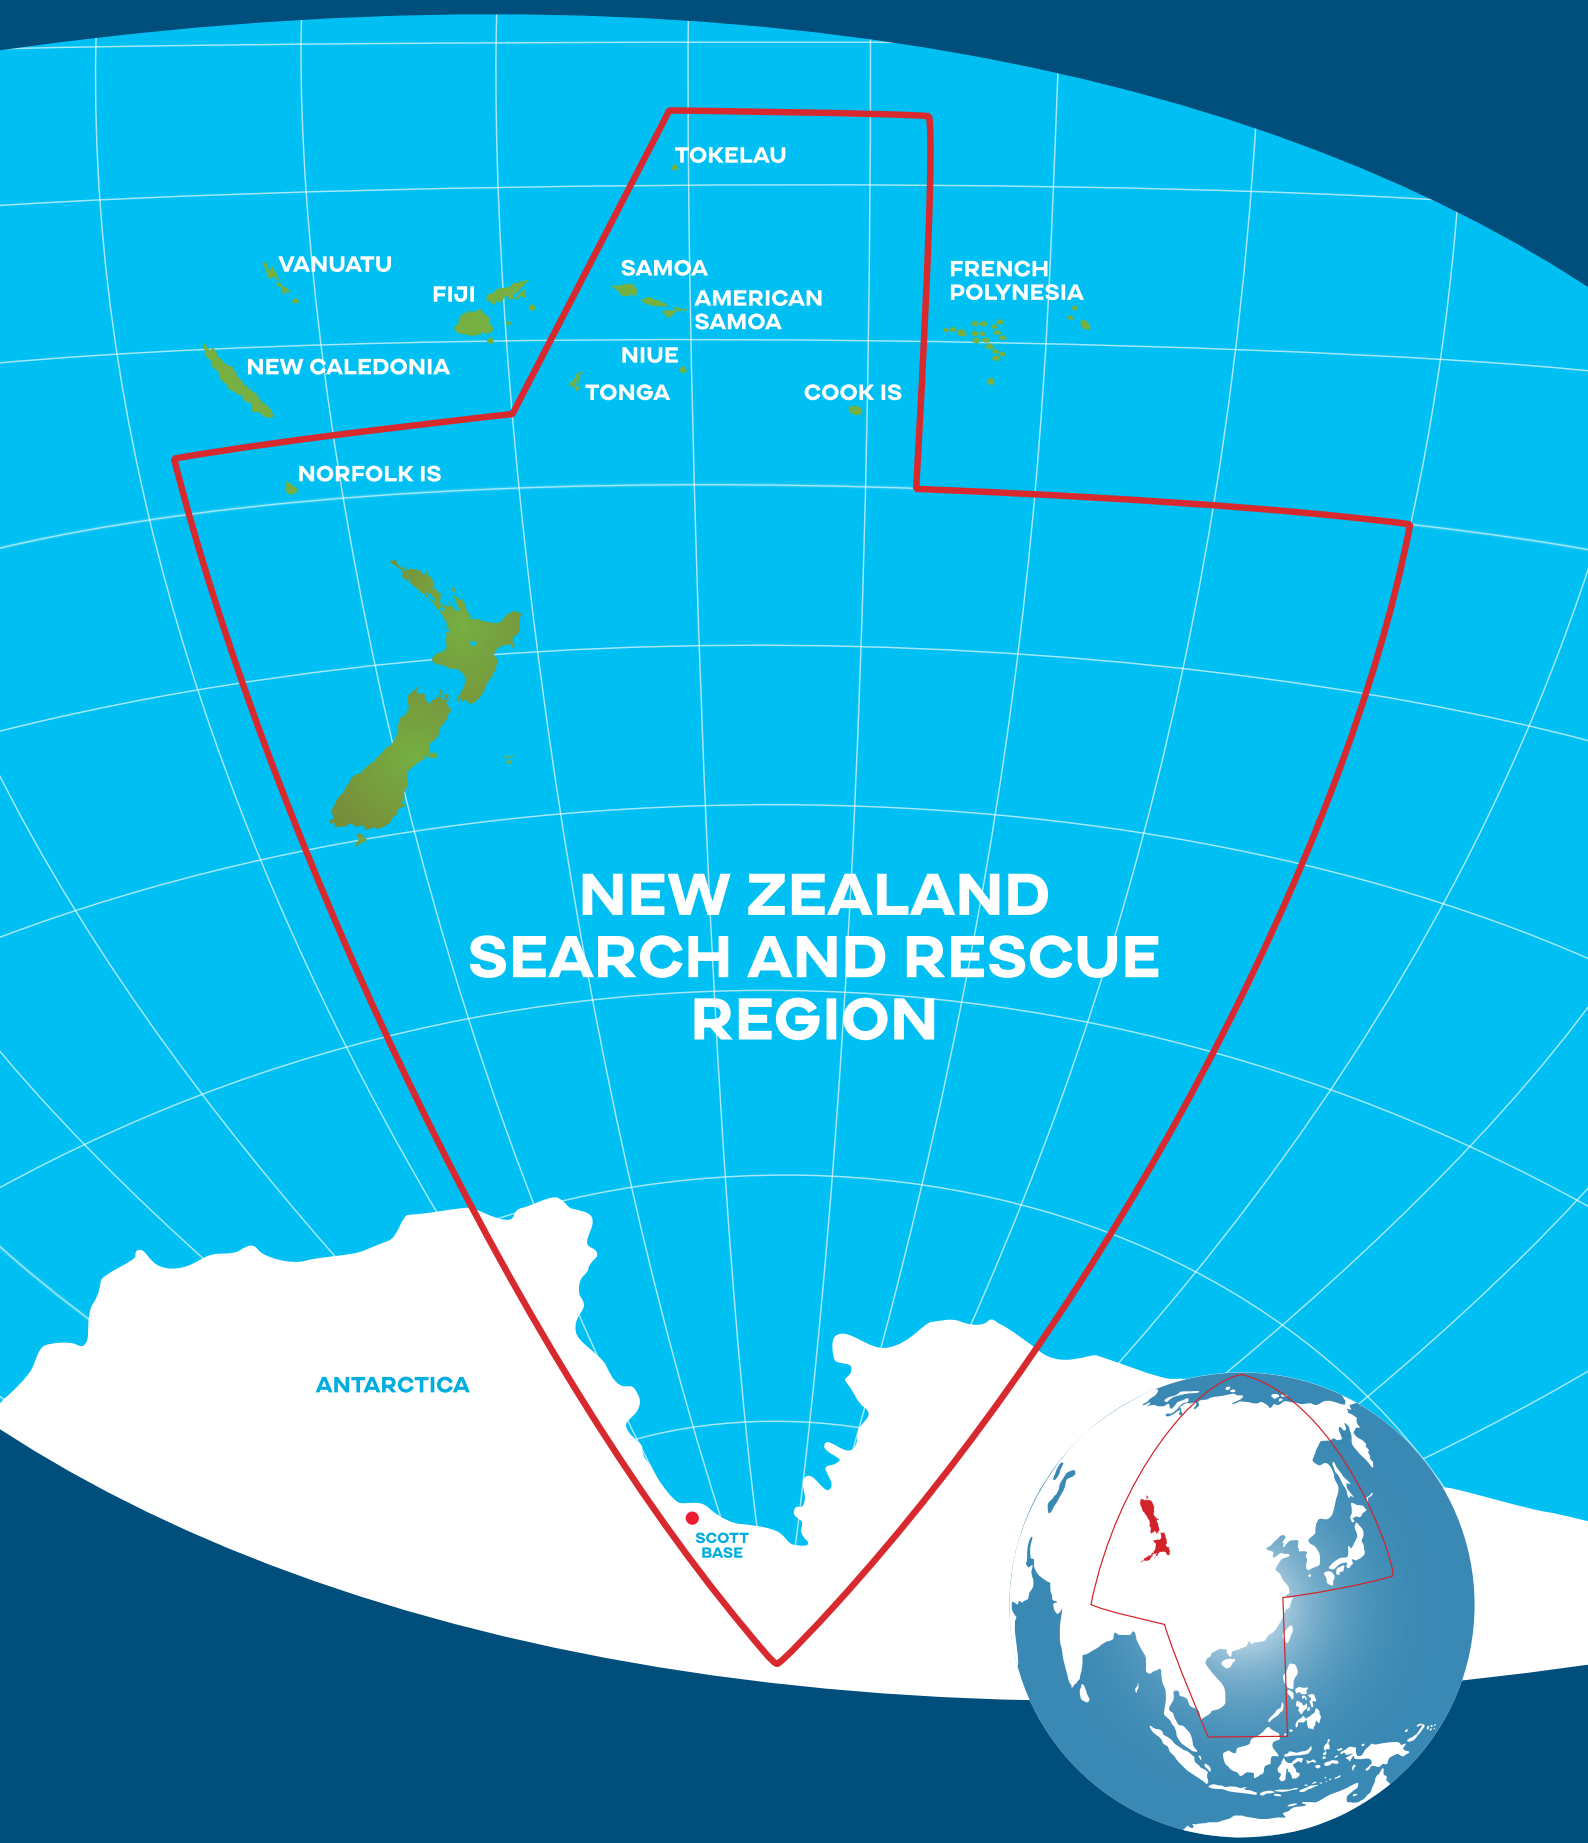 TOKELAU
VANUATU
FIJI
SAMOA
AMERICAN
SAMOA
FRENCH
POLYNESIA
NEW CALEDONIA
NIUE
TONGA
COOK IS
NORFOLK IS
NEW ZEALAND
SEARCH AND RESCUE
REGION
ANTARCTICA
SCOTT
BASE